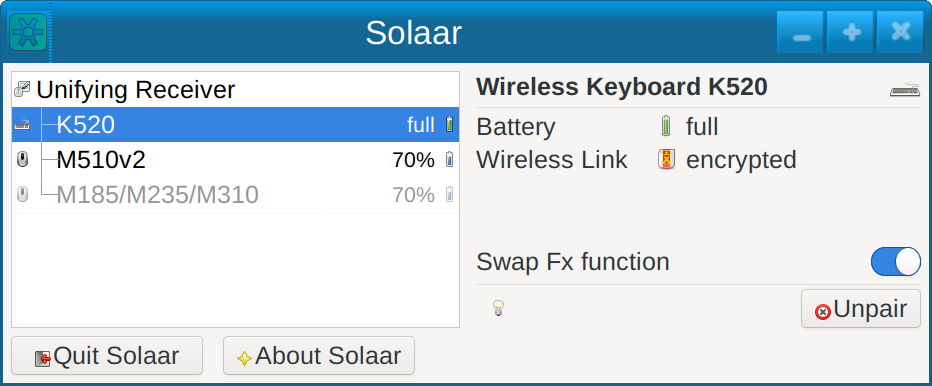 Solaar
Unifying Receiver
K520 full
M510v2 70%
M185/M235/M310 70%
Wireless Keyboard K520
Battery full
Wireless Link encrypted
Swap Fx function
Unpair
Quit Solaar
About Solaar